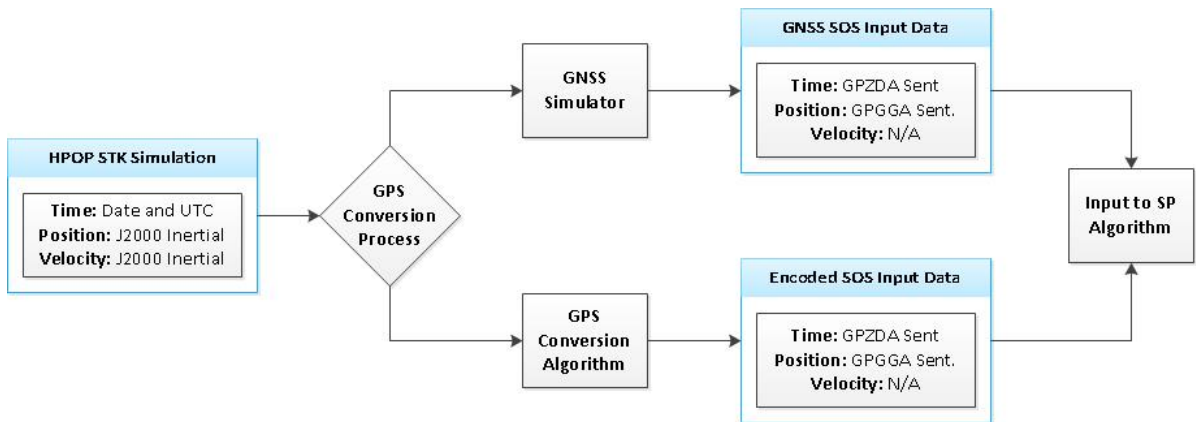 HPOP STK Simulation
Time: Date and UTC
Position: J2000 Inertial
Velocity: J2000 Inertial
GPS
Conversion
Process
GNSS
Simulator
GNSS SOS Input Data
Time: GPZDA Sent
Position: GPGGA Sent.
Velocity: N/A
GPS
Conversion
Algorithm
Encoded SOS Input Data
Time: GPZDA Sent
Position: GPGGA Sent.
Velocity: N/A
Input to SP
Algorithm